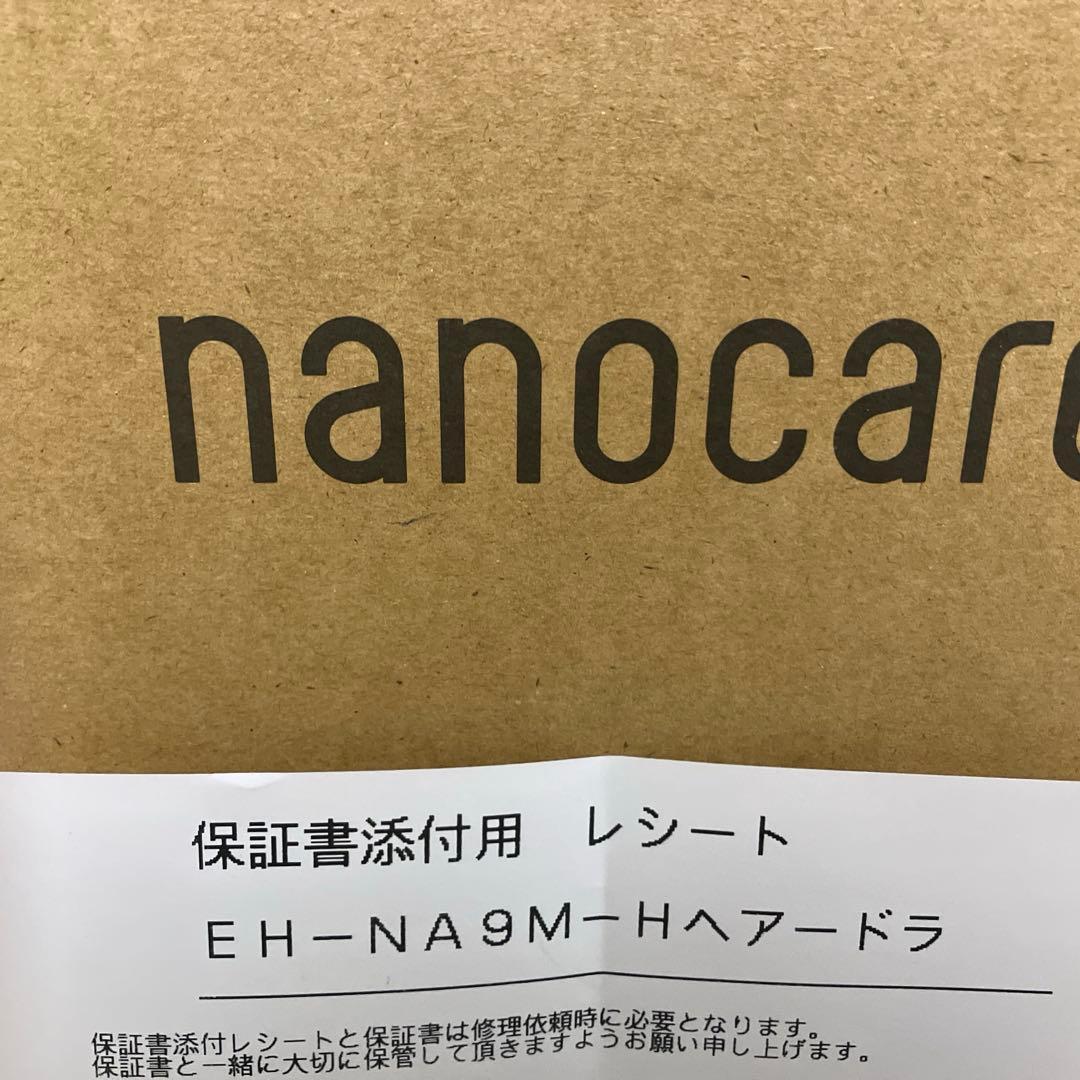 nanocare
保証書添付用 レシート
EH-NA9M-Hヘアードラ
保証書添付レシートと保証書は修理依頼時に必要となります。
保証書と一緒に大切に保管して頂きますようお願い申し上げます。